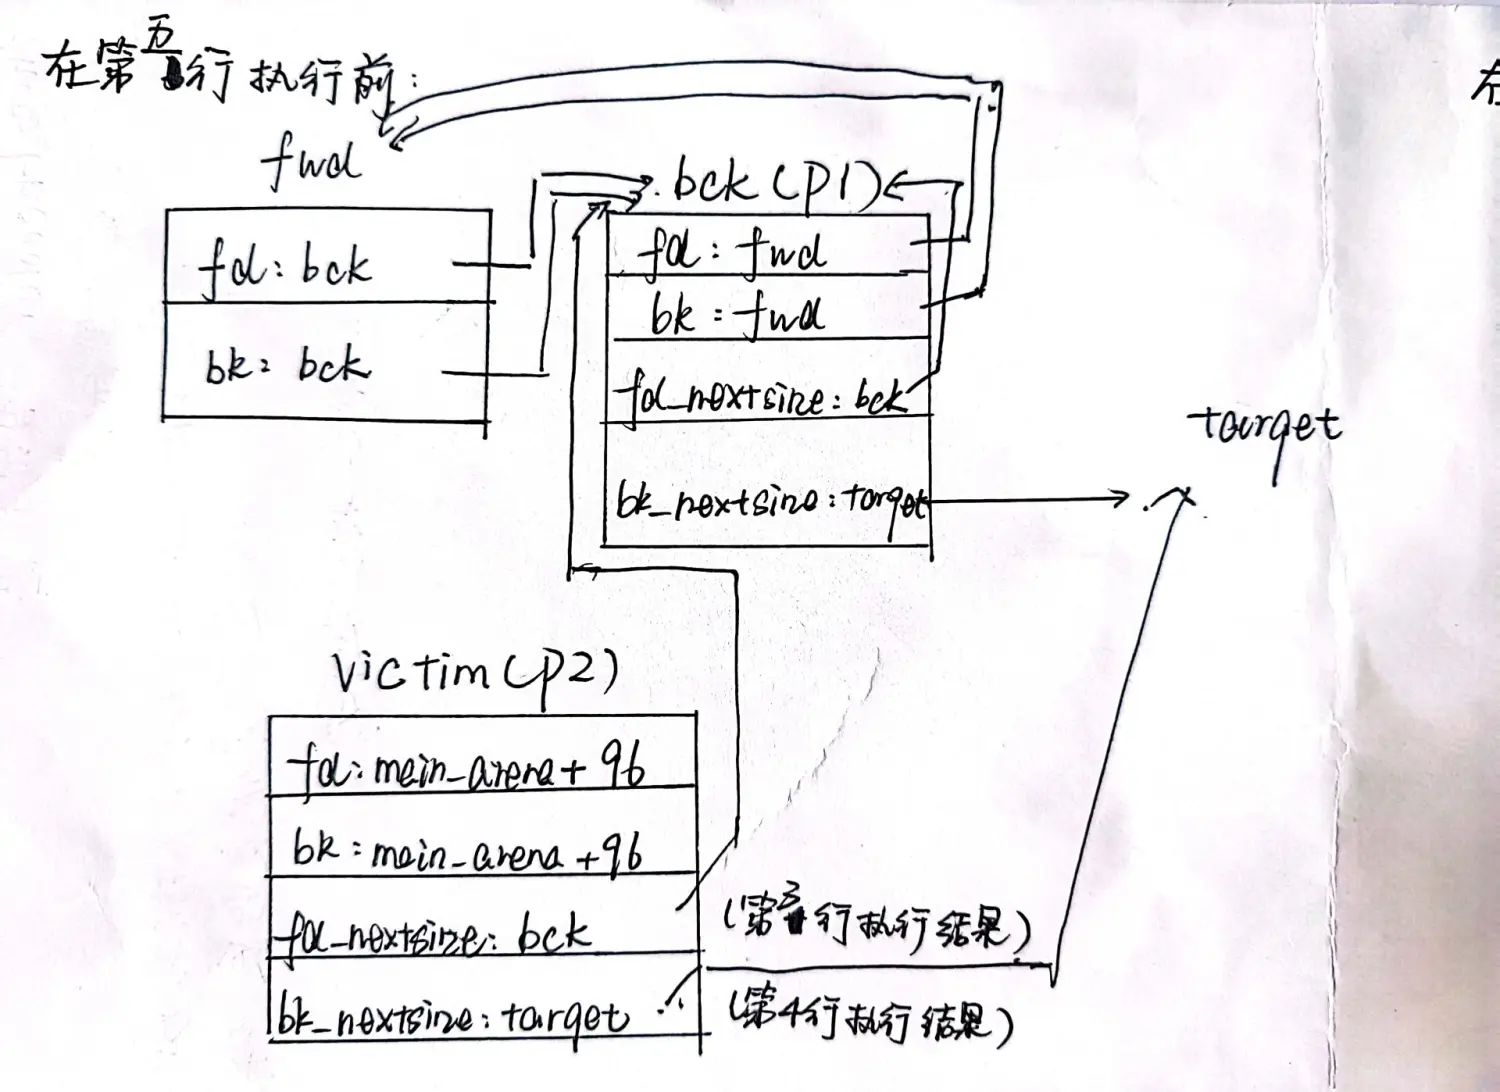 在第五行执行前:
fwd
fd: bck
bk: bck
bck(p1)
fd: fwd
bk: fwd
fd_nextsize: bck
bk_nextsize: target
target
victim(p2)
fd: main_arena+96
bk: main_arena+96
fd_nextsize: bck
(第3行执行结果)
bk_nextsize: target
(第4行执行结果)